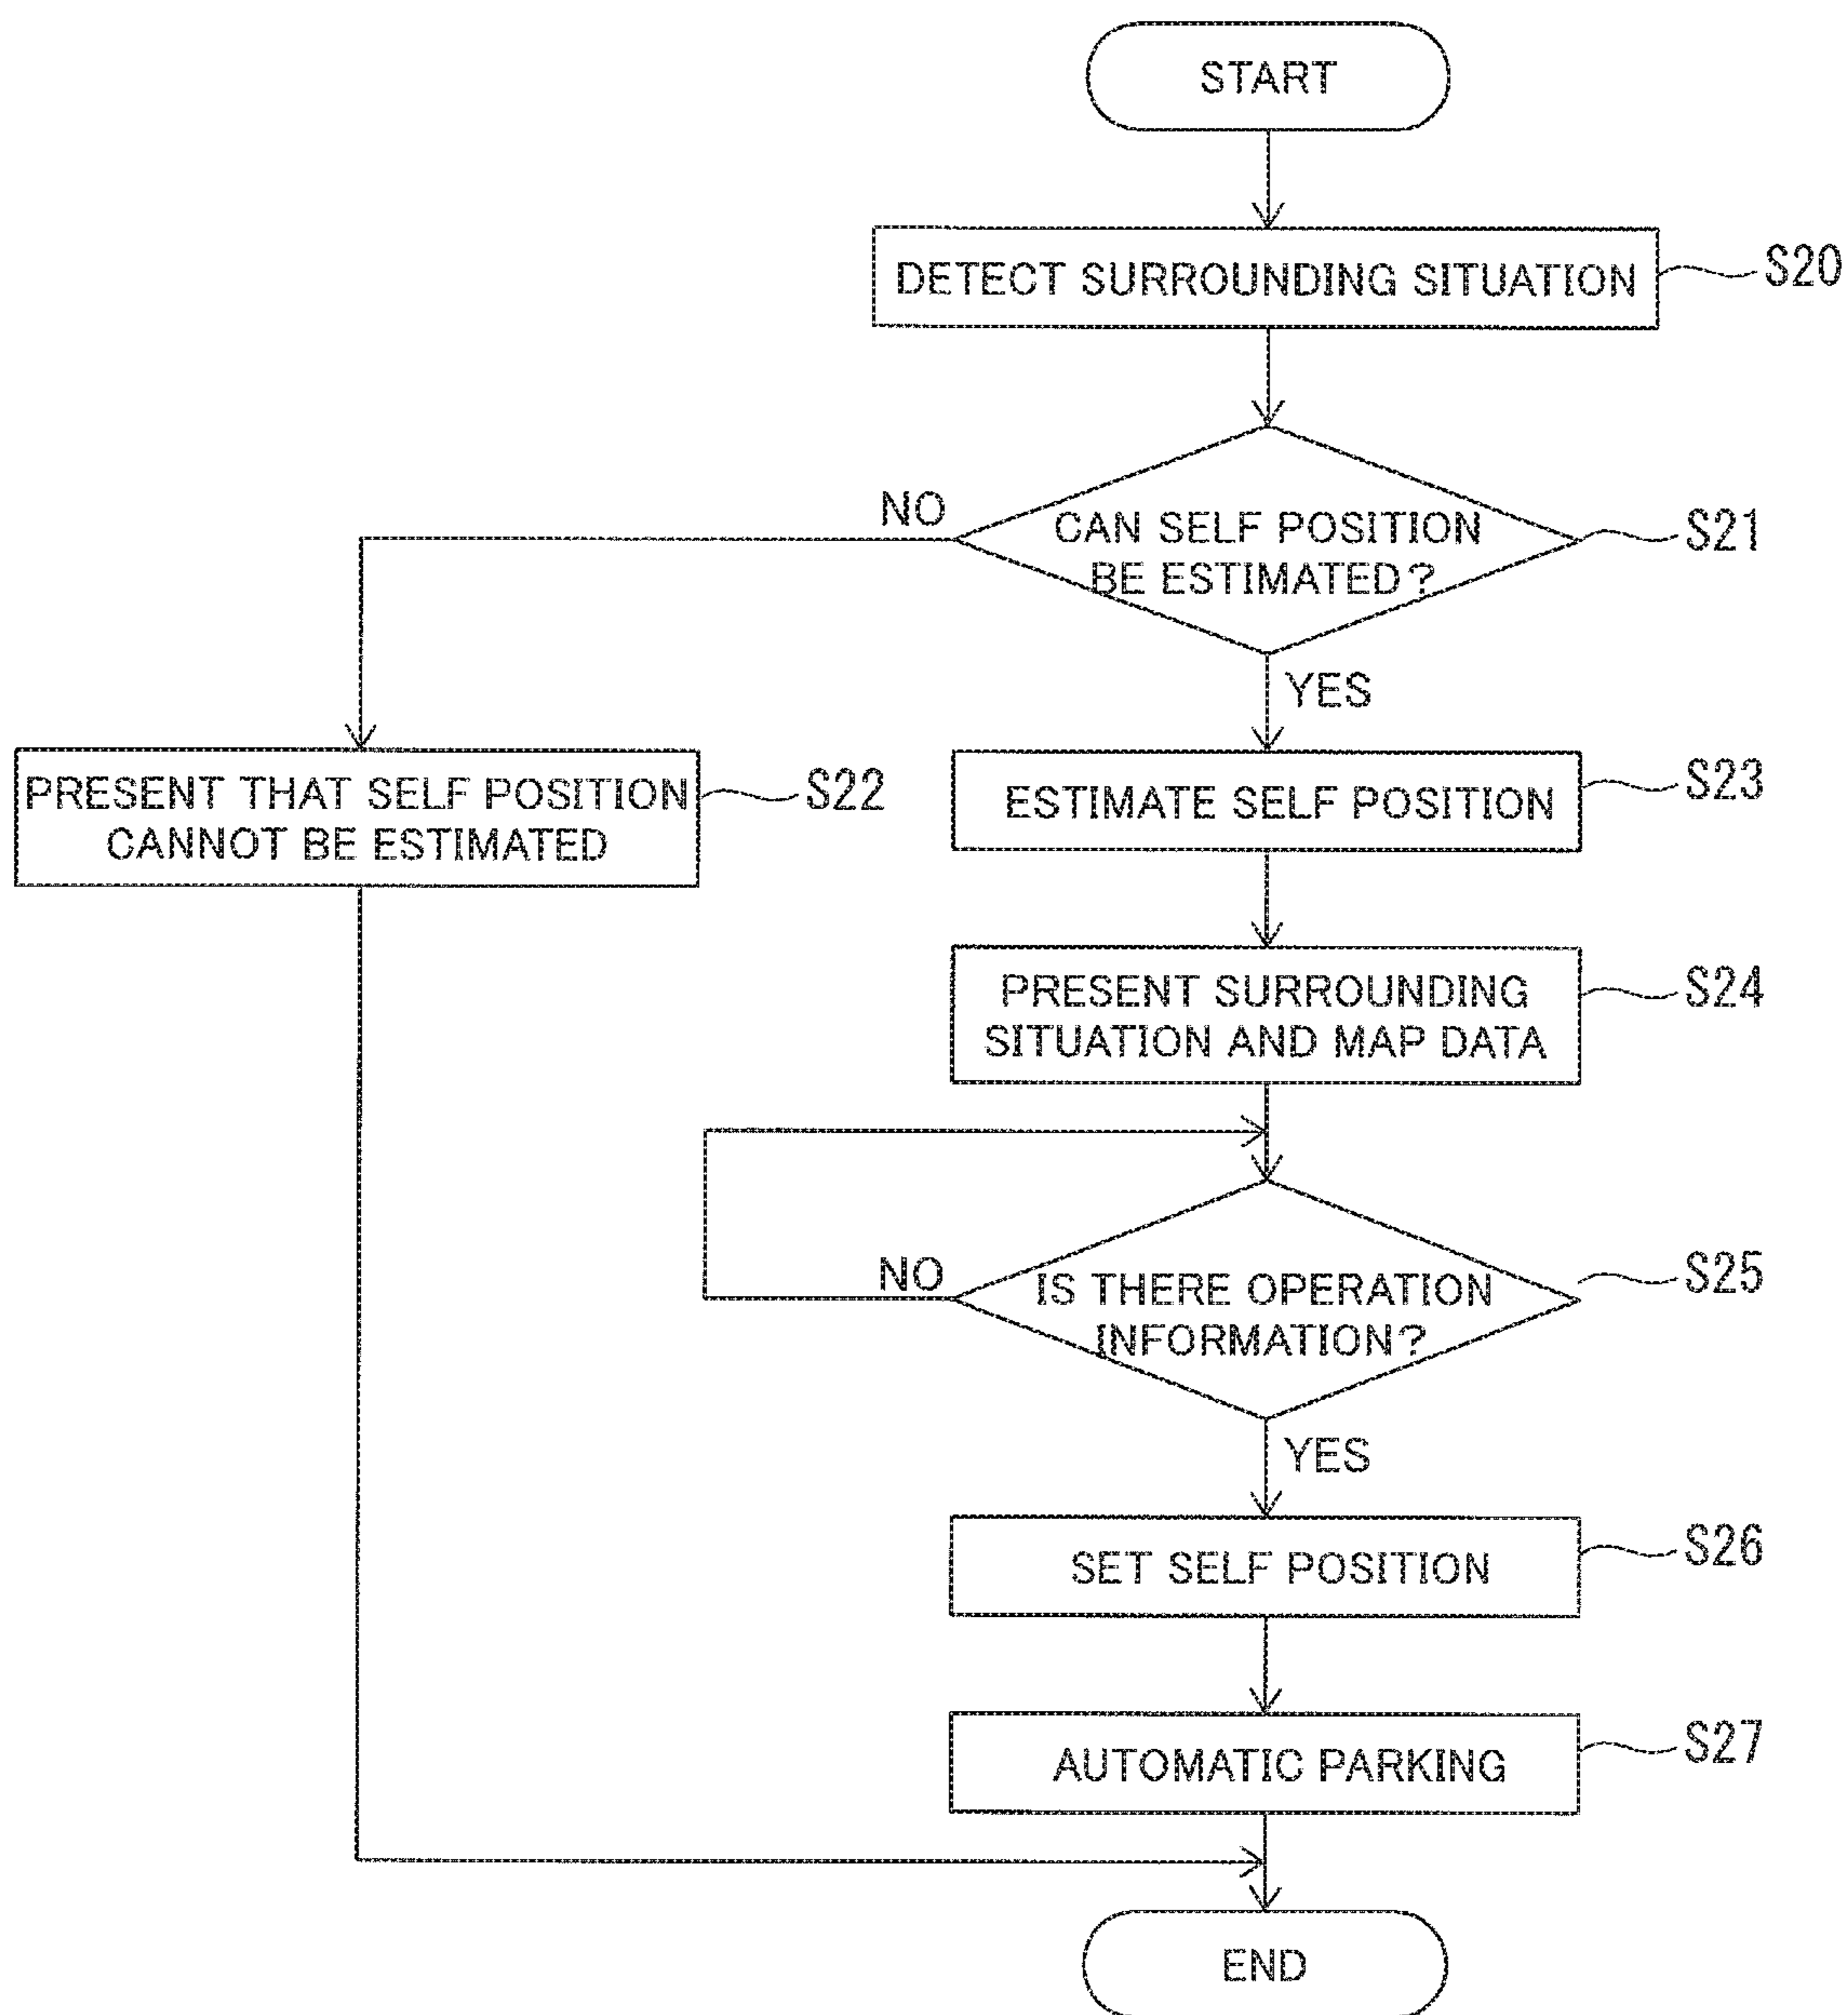 START
DETECT SURROUNDING SITUATION
S20
NO
CAN SELF POSITION
BE ESTIMATED?
S21
YES
PRESENT THAT SELF POSITION
CANNOT BE ESTIMATED
S22
ESTIMATE SELF POSITION
S23
PRESENT SURROUNDING
SITUATION AND MAP DATA
S24
NO
IS THERE OPERATION
INFORMATION?
S25
YES
SET SELF POSITION
S26
AUTOMATIC PARKING
S27
END